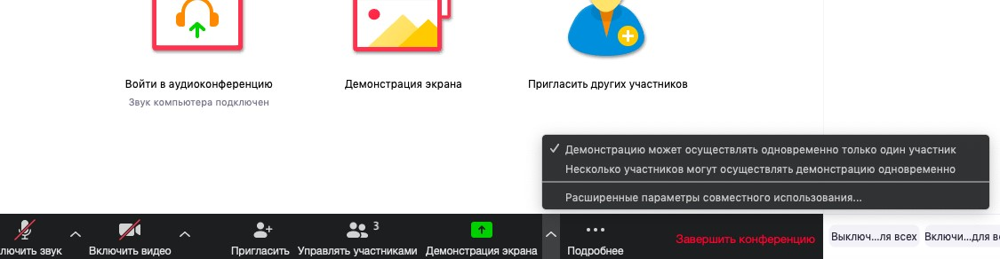 Войти в аудиоконференцию
Демонстрация экрана
Пригласить других участников
Звук компьютера подключен
✓ Демонстрацию может осуществлять одновременно только один участник
Несколько участников могут осуществлять демонстрацию одновременно
Расширенные параметры совместного использования...
лючить звук
Включить видео
Пригласить
3
Управлять участниками
Демонстрация экрана
Подробнее
Завершить конференцию
Выключ...ля всех
Включи...для вс